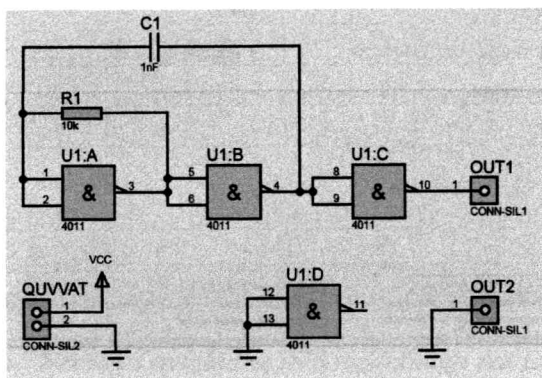 C1
1nF
R1
10k
U1:A
1
2
3
&
4011
U1:B
5
6
4
&
4011
U1:C
8
9
10
&
4011
OUT1
1
CONN-SIL1
VCC
QUVVAT
1
2
CONN-SIL2
U1:D
12
13
11
&
4011
OUT2
1
CONN-SIL1